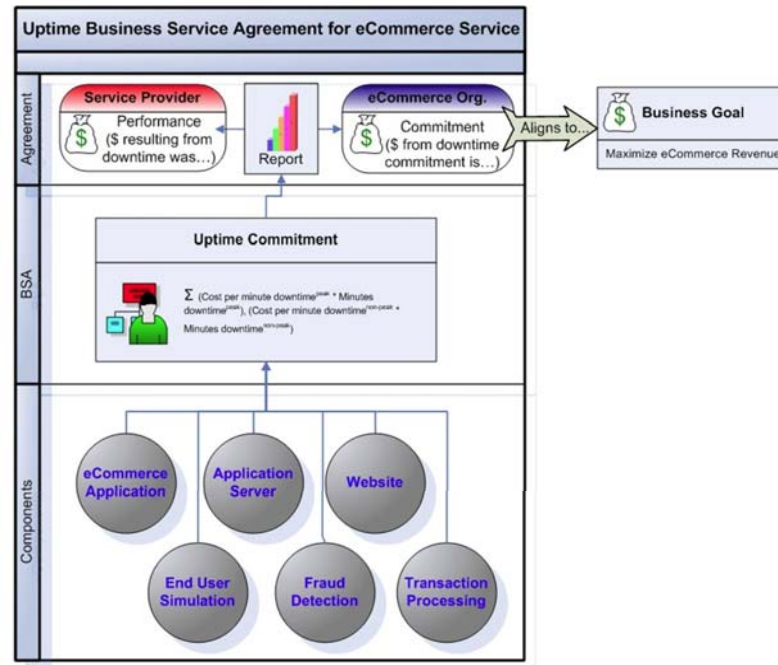 Uptime Business Service Agreement for eCommerce Service
Agreement
Service Provider
$
Performance
($ resulting from
downtime was…)
Report
eCommerce Org.
$
Commitment
($ from downtime
commitment is…)
Aligns to...
$
Business Goal
Maximize eCommerce Revenue
BSA
Uptime Commitment
Σ (Cost per minute downtime^peak * Minutes
downtime^peak), (Cost per minute downtime^non-peak *
Minutes downtime^non-peak)
Components
eCommerce
Application
Application
Server
Website
End User
Simulation
Fraud
Detection
Transaction
Processing